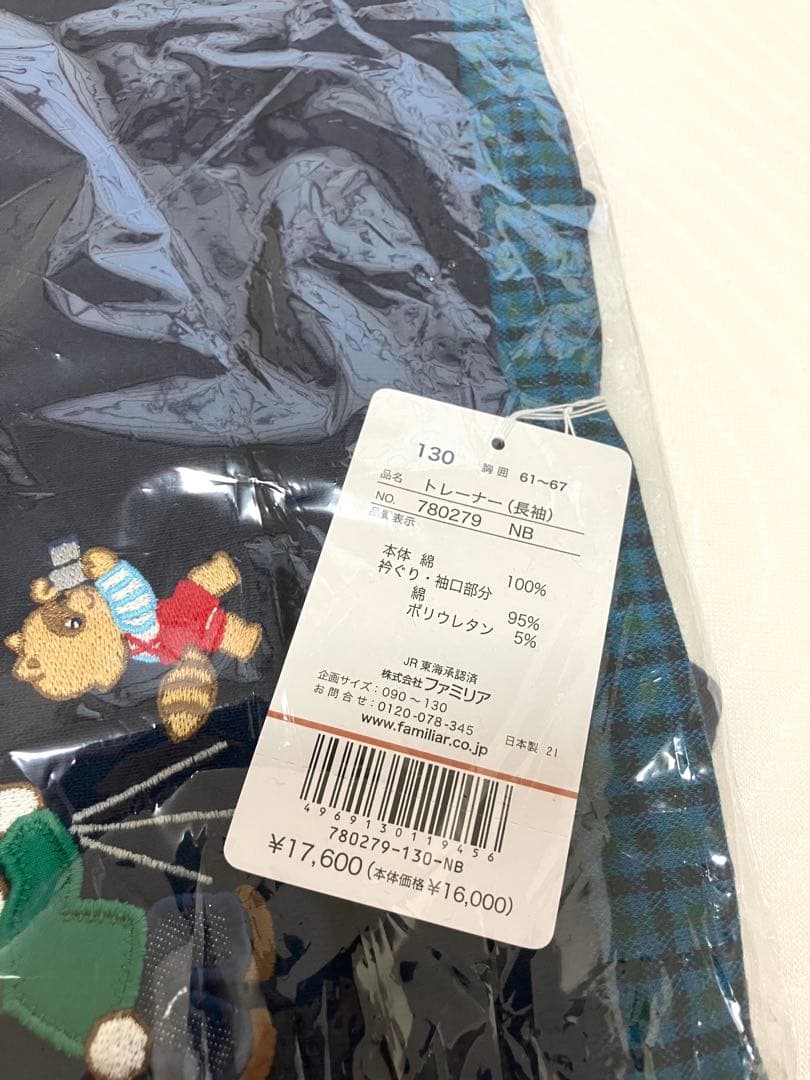 130 胸囲 61～67
品名 トレーナー(長袖)
NO. 780279 NB
品質表示
本体 綿 100%
衿ぐり・袖口部分
綿 95%
ポリウレタン 5%
JR東海承認済
株式会社ファミリア
企画サイズ：090～130
お問合せ：0120-078-345
www.familiar.co.jp 日本製 21
4969130119456
780279-130-NB
¥17,600(本体価格¥16,000)